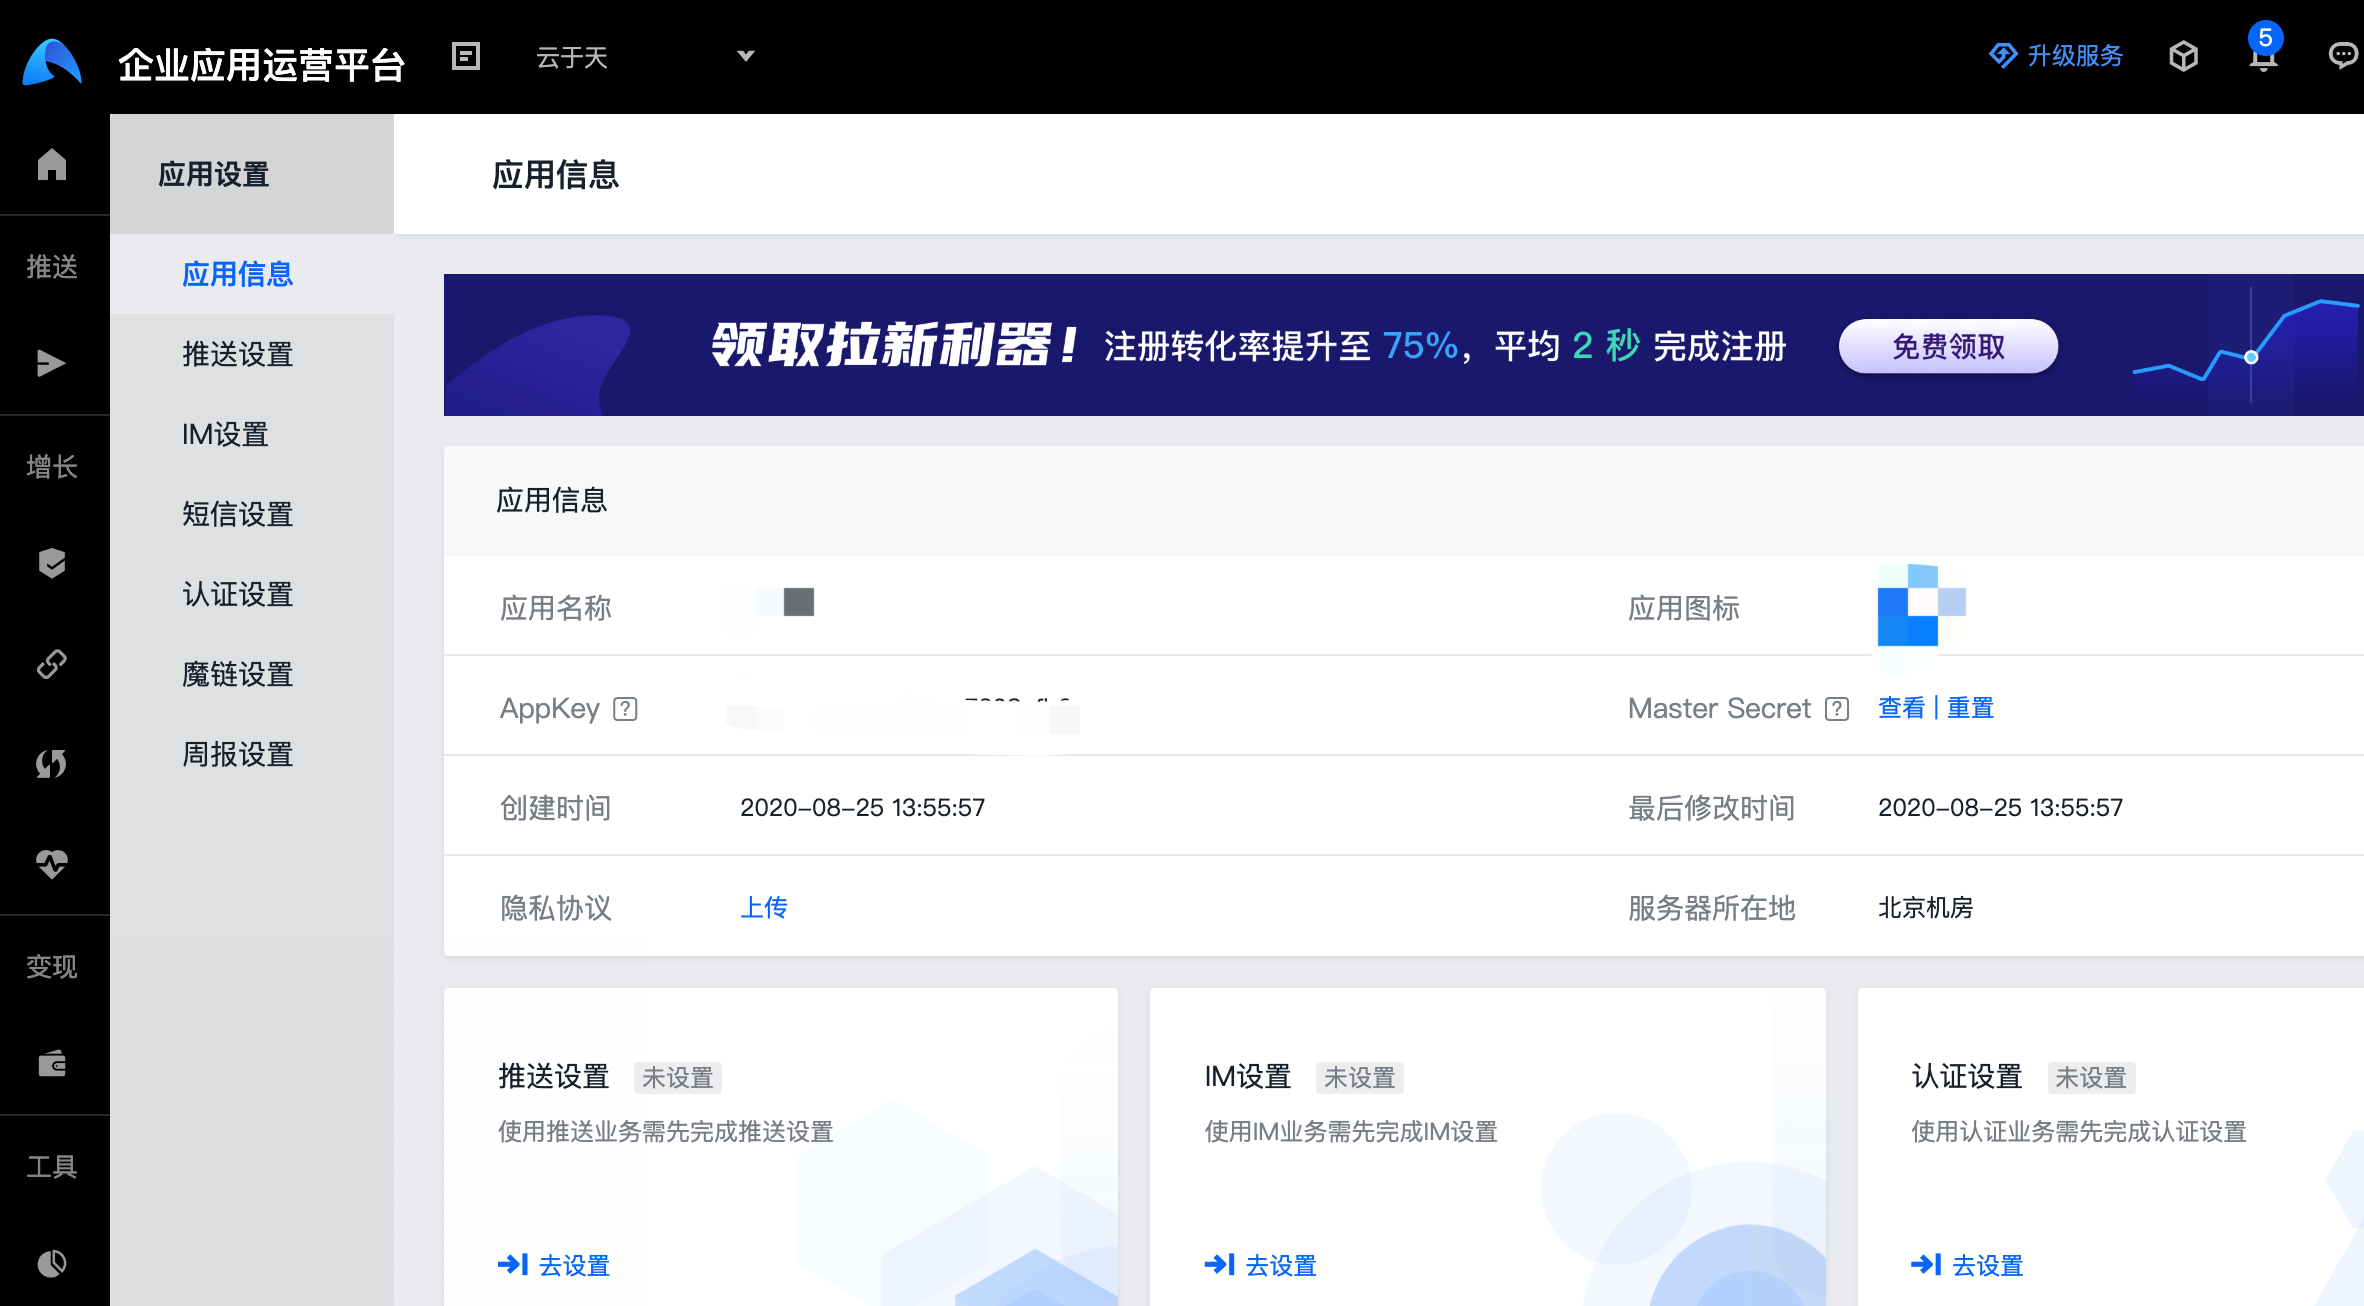 企业应用运营平台
云于天
升级服务
5
推送
增长
变现
工具
应用设置
应用信息
推送设置
IM设置
短信设置
认证设置
魔链设置
周报设置
应用信息
领取拉新利器! 注册转化率提升至 75%, 平均 2 秒 完成注册 免费领取
应用信息
应用名称
应用图标
AppKey ?
Master Secret ? 查看 | 重置
创建时间 2020-08-25 13:55:57
最后修改时间 2020-08-25 13:55:57
隐私协议 上传
服务器所在地 北京机房
推送设置 未设置
使用推送业务需先完成推送设置
去设置
IM设置 未设置
使用IM业务需先完成IM设置
去设置
认证设置 未设置
使用认证业务需先完成认证设置
去设置